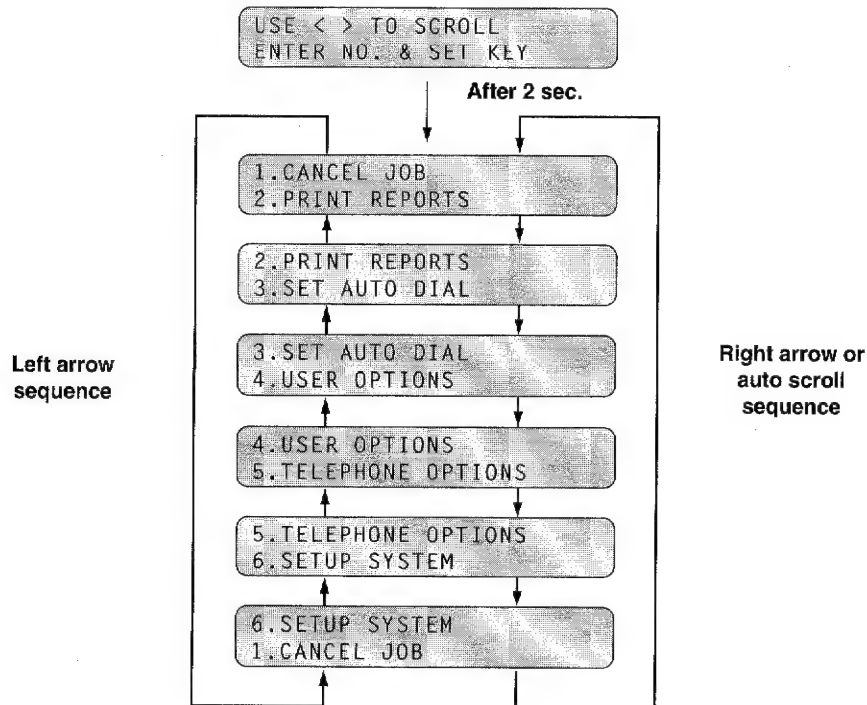 USE < > TO SCROLL
ENTER NO. & SET KEY
After 2 sec.
1.CANCEL JOB
2.PRINT REPORTS
2.PRINT REPORTS
3.SET AUTO DIAL
3.SET AUTO DIAL
4.USER OPTIONS
Left arrow
sequence
Right arrow or
auto scroll
sequence
4.USER OPTIONS
5.TELEPHONE OPTIONS
5.TELEPHONE OPTIONS
6.SETUP SYSTEM
6.SETUP SYSTEM
1.CANCEL JOB